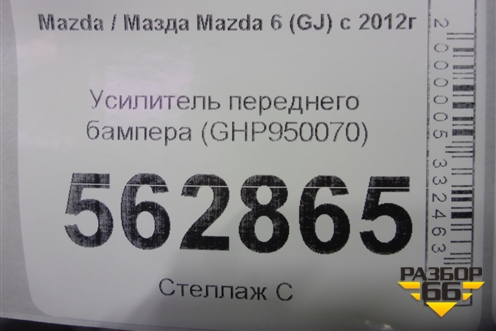 Mazda / Мазда Mazda 6 (GJ) с 2012г
Усилитель переднего
бампера (GHP950070)
562865
Стеллаж С
2000005332463
РАЗБОР
66